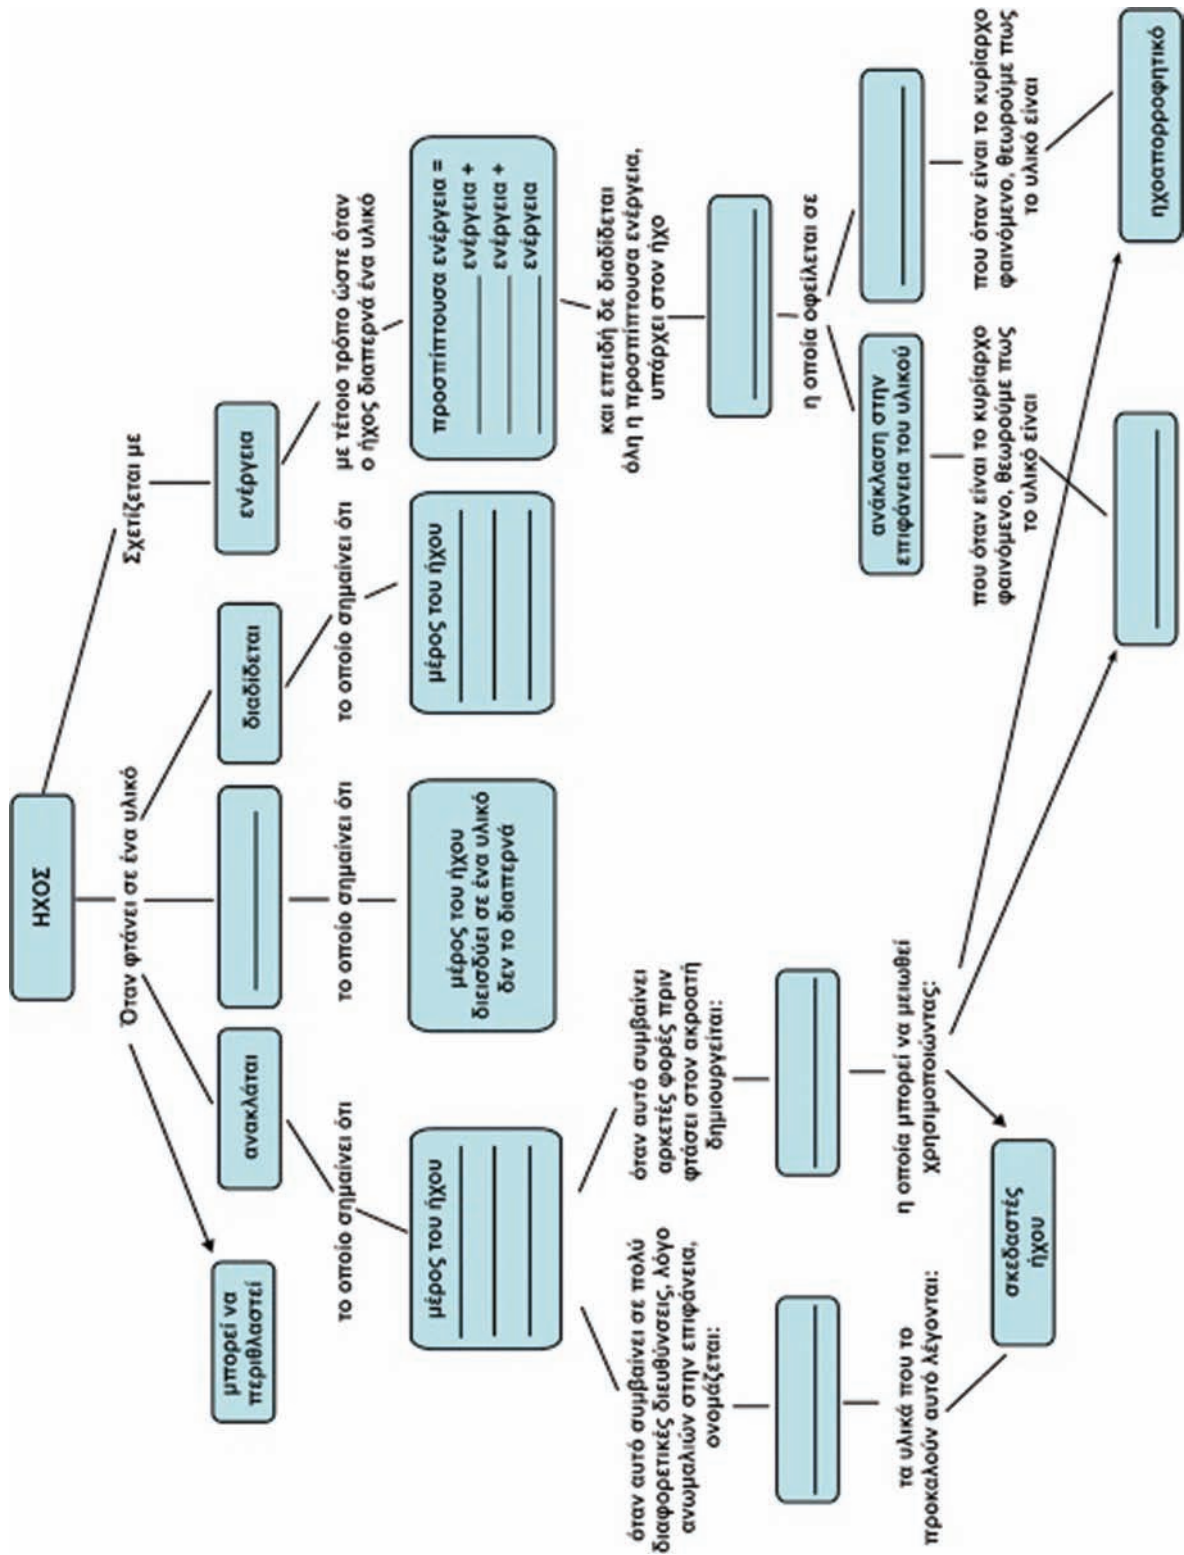 ΗΧΟΣ
Όταν φτάνει σε ένα υλικό
Σχετίζεται με
μπορεί να
περιθλαστεί
ανακλάται
διαδίδεται
ενέργεια
το οποίο σημαίνει ότι
το οποίο σημαίνει ότι
το οποίο σημαίνει ότι
με τέτοιο τρόπο ώστε όταν
ο ήχος διαπερνά ένα υλικό
μέρος του ήχου
μέρος του ήχου
διεισδύει σε ένα υλικό
δεν το διαπερνά
μέρος του ήχου
προσπίπτουσα ενέργεια =
ενέργεια +
ενέργεια +
ενέργεια
όταν αυτό συμβαίνει σε πολύ
διαφορετικές διευθύνσεις, λόγο
ανωμαλιών στην επιφάνεια,
ονομάζεται:
όταν αυτό συμβαίνει
αρκετές φορές πριν
φτάσει στον ακροατή
δημιουργείται:
και επειδή δε διαδίδεται
όλη η προσπίπτουσα ενέργεια,
υπάρχει στον ήχο
η οποία οφείλεται σε
τα υλικά που το
προκαλούν αυτό λέγονται:
η οποία μπορεί να μειωθεί
Χρησιμοποιώντας:
ανάκλαση στην
επιφάνεια του υλικού
που όταν είναι το κυρίαρχο
φαινόμενο, θεωρούμε πως
το υλικό είναι
που όταν είναι το κυρίαρχο
φαινόμενο, θεωρούμε πως
το υλικό είναι
σκεδαστές
ήχου
ηχοαπορροφητικό